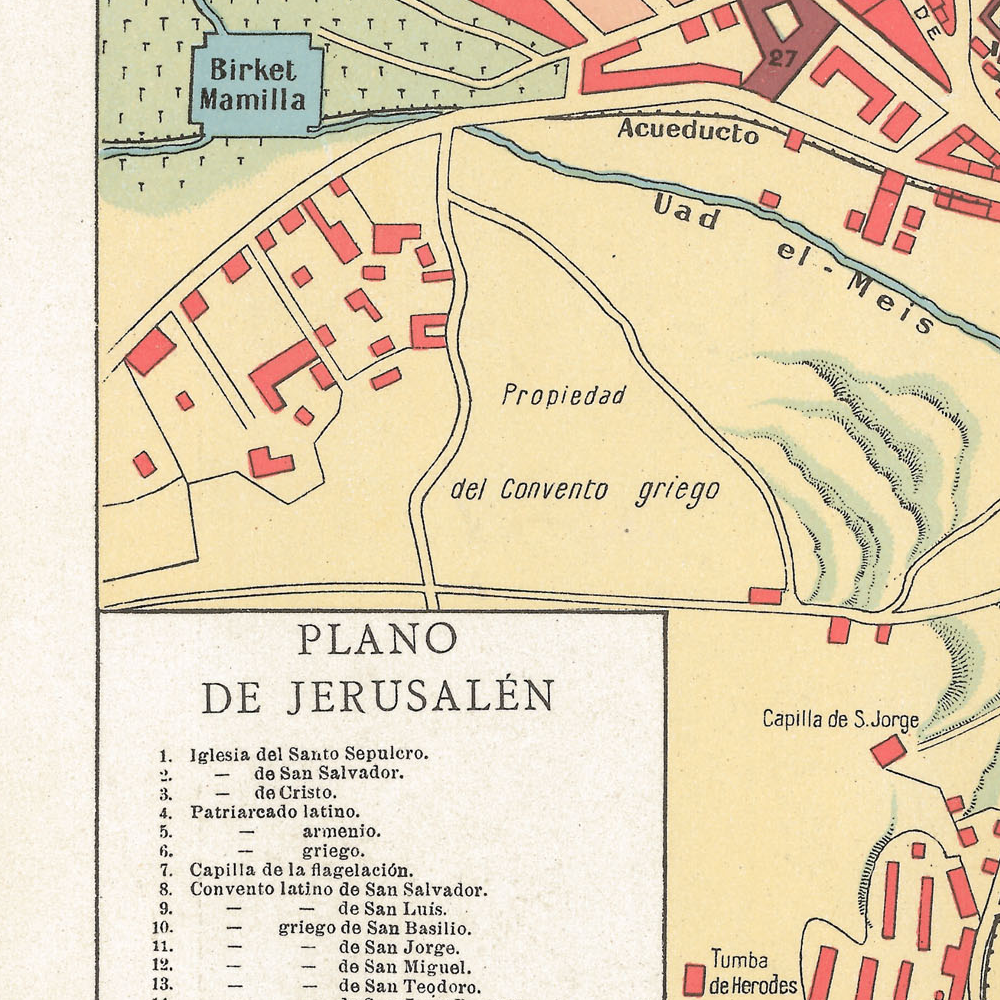 DE
27
Birket
Mamilla
Acueducto
Uad el-Meis
Propiedad
del Convento griego
PLANO
DE JERUSALÉN
1. Iglesia del Santo Sepulcro.
2. — de San Salvador.
3. — de Cristo.
4. Patriarcado latino.
5. — armenio.
6. — griego.
7. Capilla de la flagelación.
8. Convento latino de San Salvador.
9. — — de San Luis.
10. — griego de San Basilio.
11. — — de San Jorge.
12. — — de San Miguel.
13. — — de San Teodoro.
Capilla de S. Jorge
Tumba
de Herodes